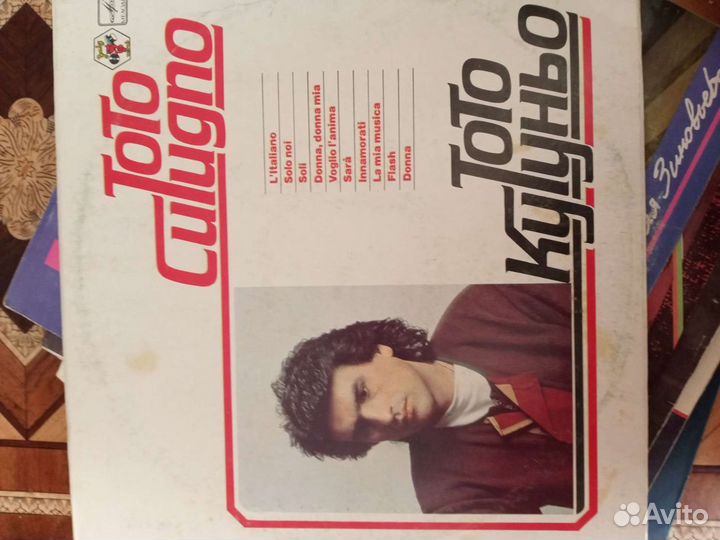 Toto
Cutugno
L'Italiano
Solo noi
Soli
Donna, donna mia
Voglio l'anima
Sarà
Innamorati
La mia musica
Flash
Donna
Тото
Кутуньо
Зиновьев
Avito